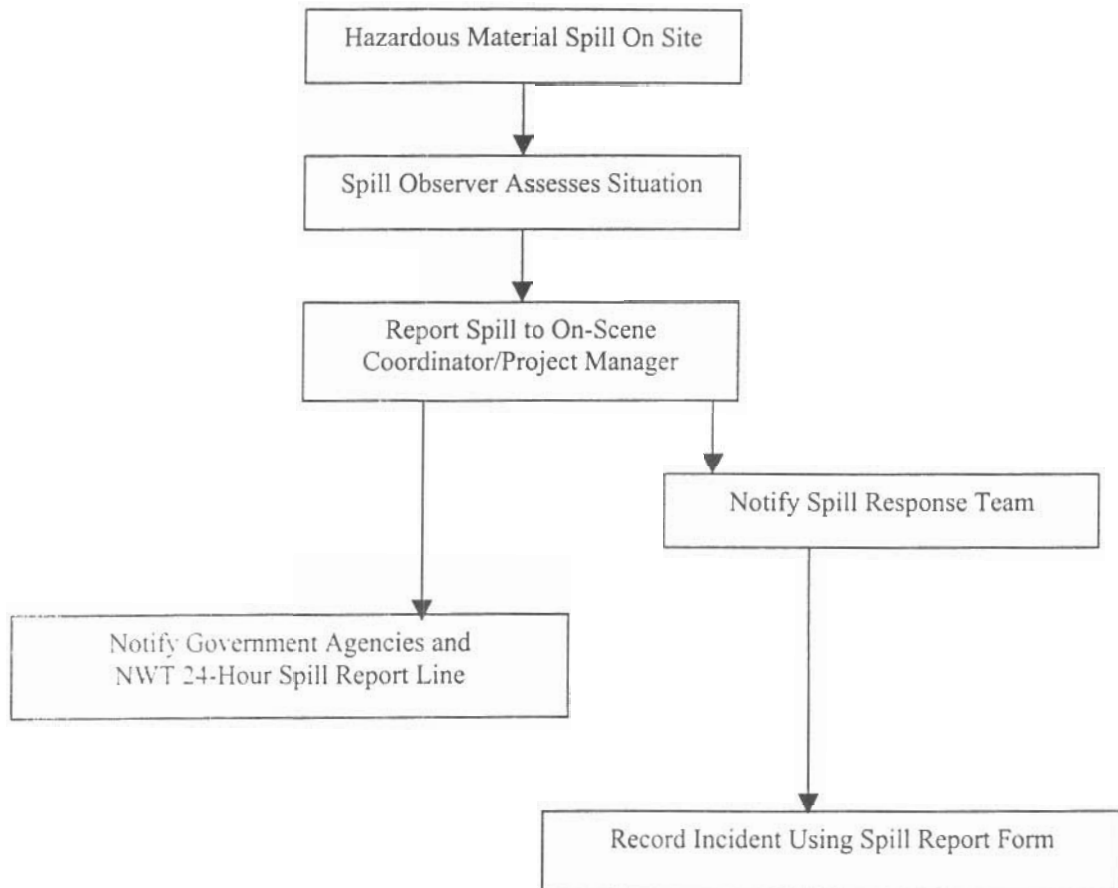 Hazardous Material Spill On Site
Spill Observer Assesses Situation
Report Spill to On-Scene
Coordinator/Project Manager
Notify Spill Response Team
Notify Government Agencies and
NWT 24-Hour Spill Report Line
Record Incident Using Spill Report Form